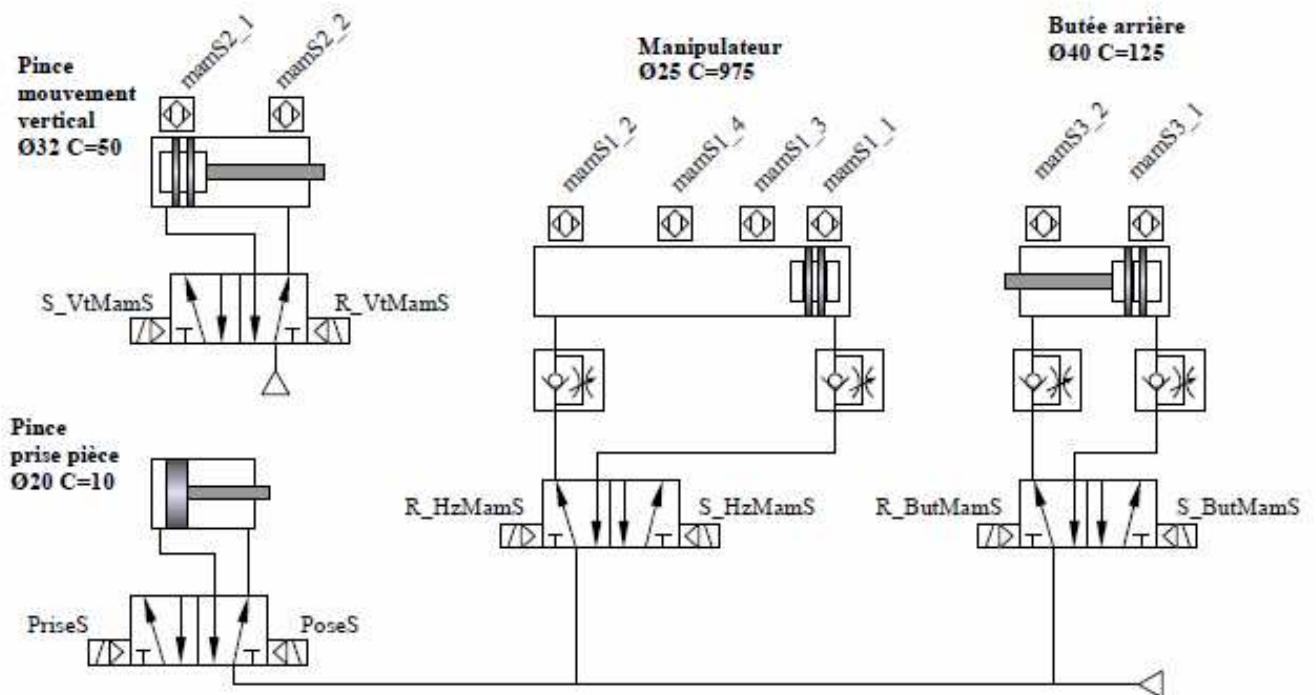 Pince
mouvement
vertical
Ø32 C=50
mamS2_1
mamS2_2
S_VtMamS
R_VtMamS
Pince
prise pièce
Ø20 C=10
PriseS
PoseS
Manipulateur
Ø25 C=975
mamS1_2
mamS1_4
mamS1_3
mamS1_1
R_HzMamS
S_HzMamS
Butée arrière
Ø40 C=125
mamS3_2
mamS3_1
R_ButMamS
S_ButMamS